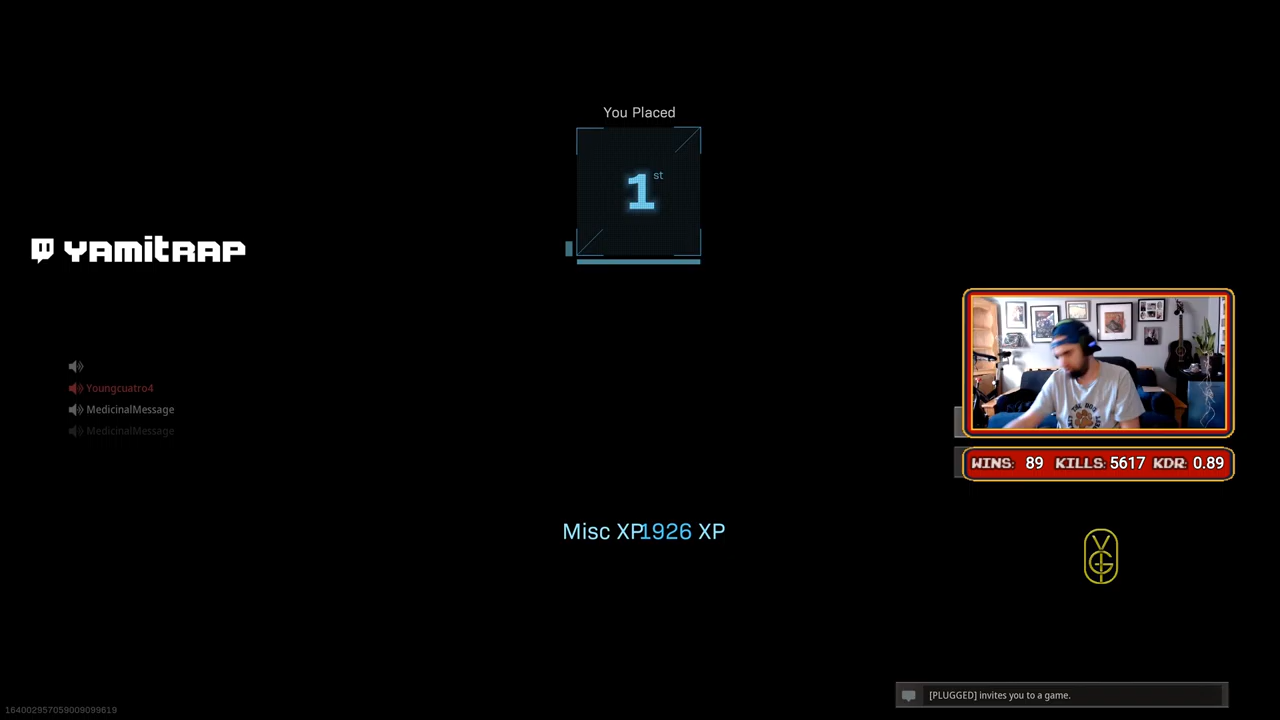 You Placed
1st
YAMITRAP
Youngcuatro4
MedicinalMessage
MedicinalMessage
WINS: 89 KILLS: 5617 KDR: 0.89
Misc XP1926 XP
[PLUGGED] invites you to a game.
164002957059009099619